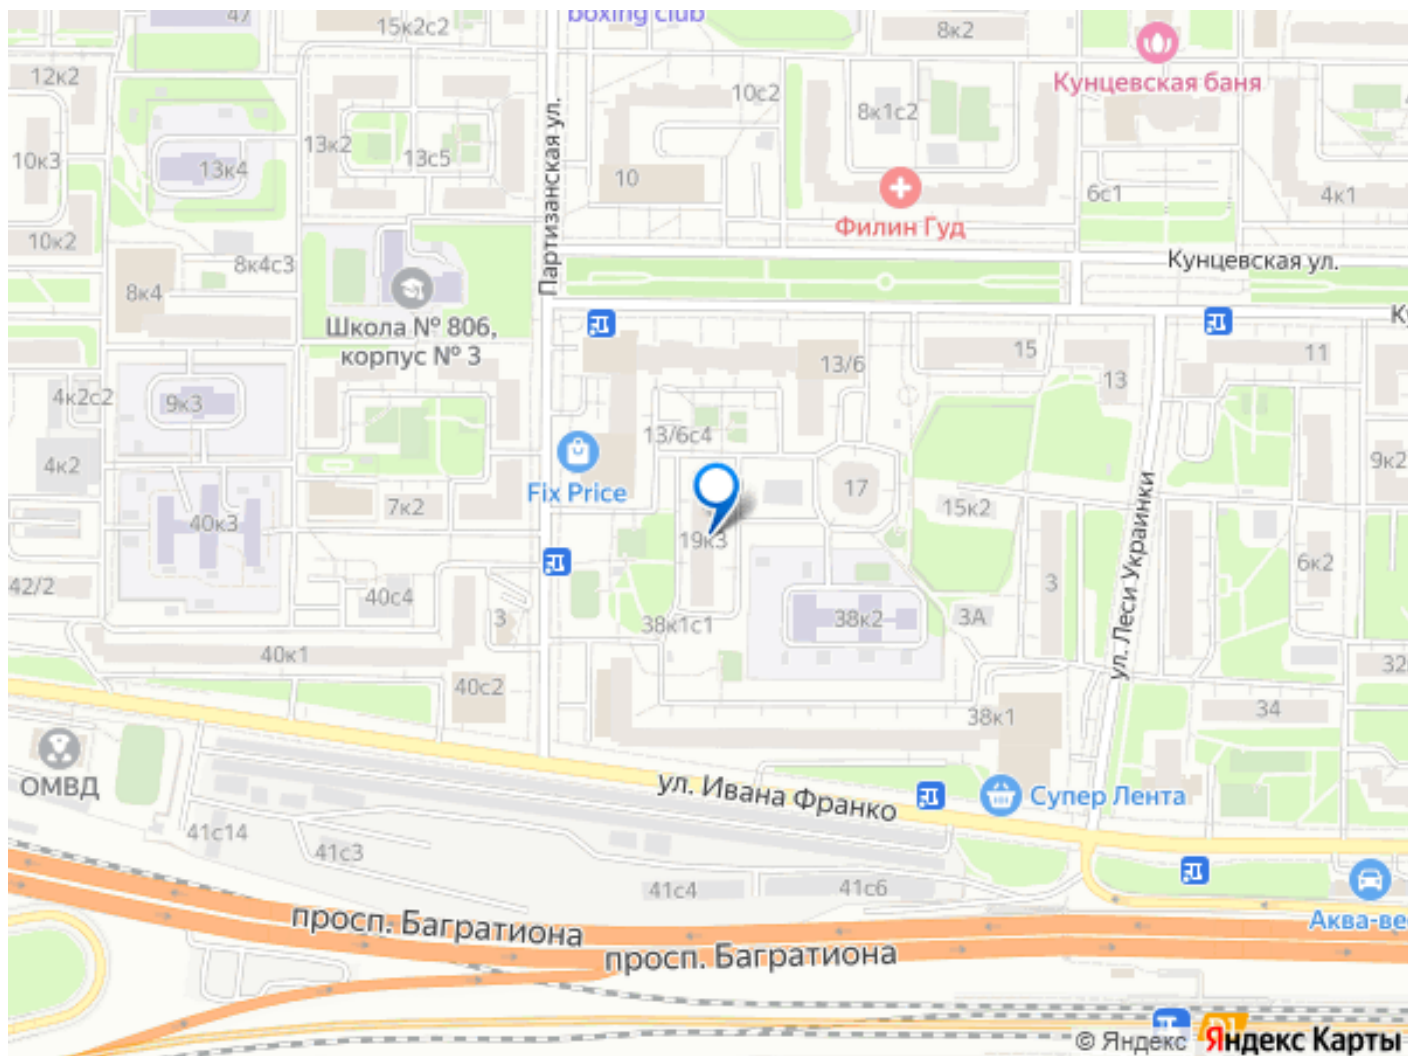 47
15к2с2
boxing club
8к2
Кунцевская баня
12к2
10с2
8к1с2
13к2
13с5
10к3
13к4
10
6с1
4к1
Партизанская ул.
Филин Гуд
10к2
8к4с3
Кунцевская ул.
8к4
Школа № 806,
корпус № 3
15
11
13/6
13
4к2с2
9к3
13/6с4
4к2
9к2
Fix Price
17
7к2
15к2
40к3
19к3
ул. Леси Украинки
6к2
42/2
40с4
3
3
38к1с1
38к2
3А
40к1
32
40с2
38к1
34
ОМВД
ул. Ивана Франко
Супер Лента
41с14
41с3
41с4
41с6
просп. Багратиона
Аква-ве
просп. Багратиона
© Яндекс Яндекс Карты